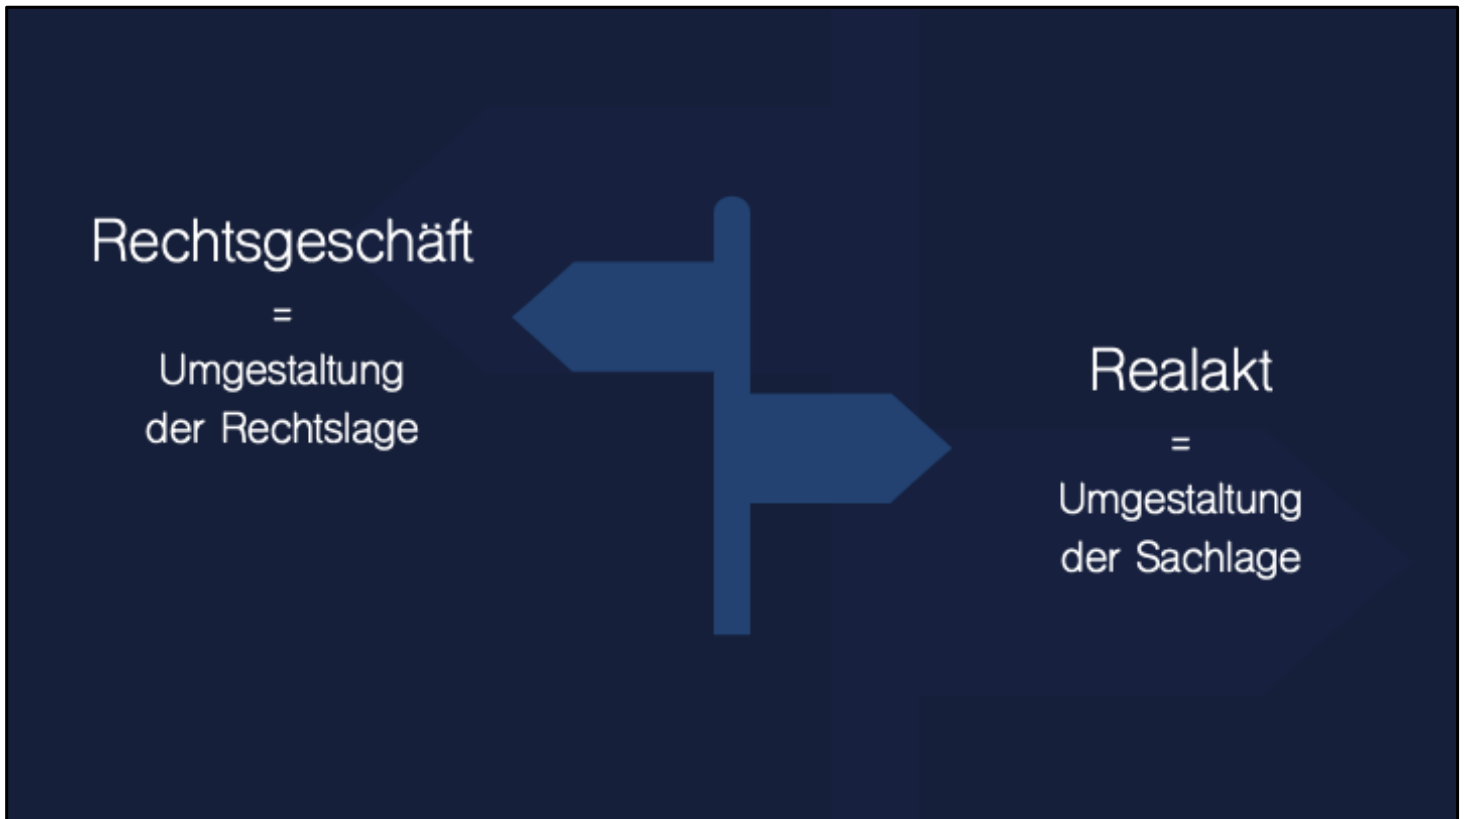 Rechtsgeschäft
=
Umgestaltung
der Rechtslage
Realakt
=
Umgestaltung
der Sachlage